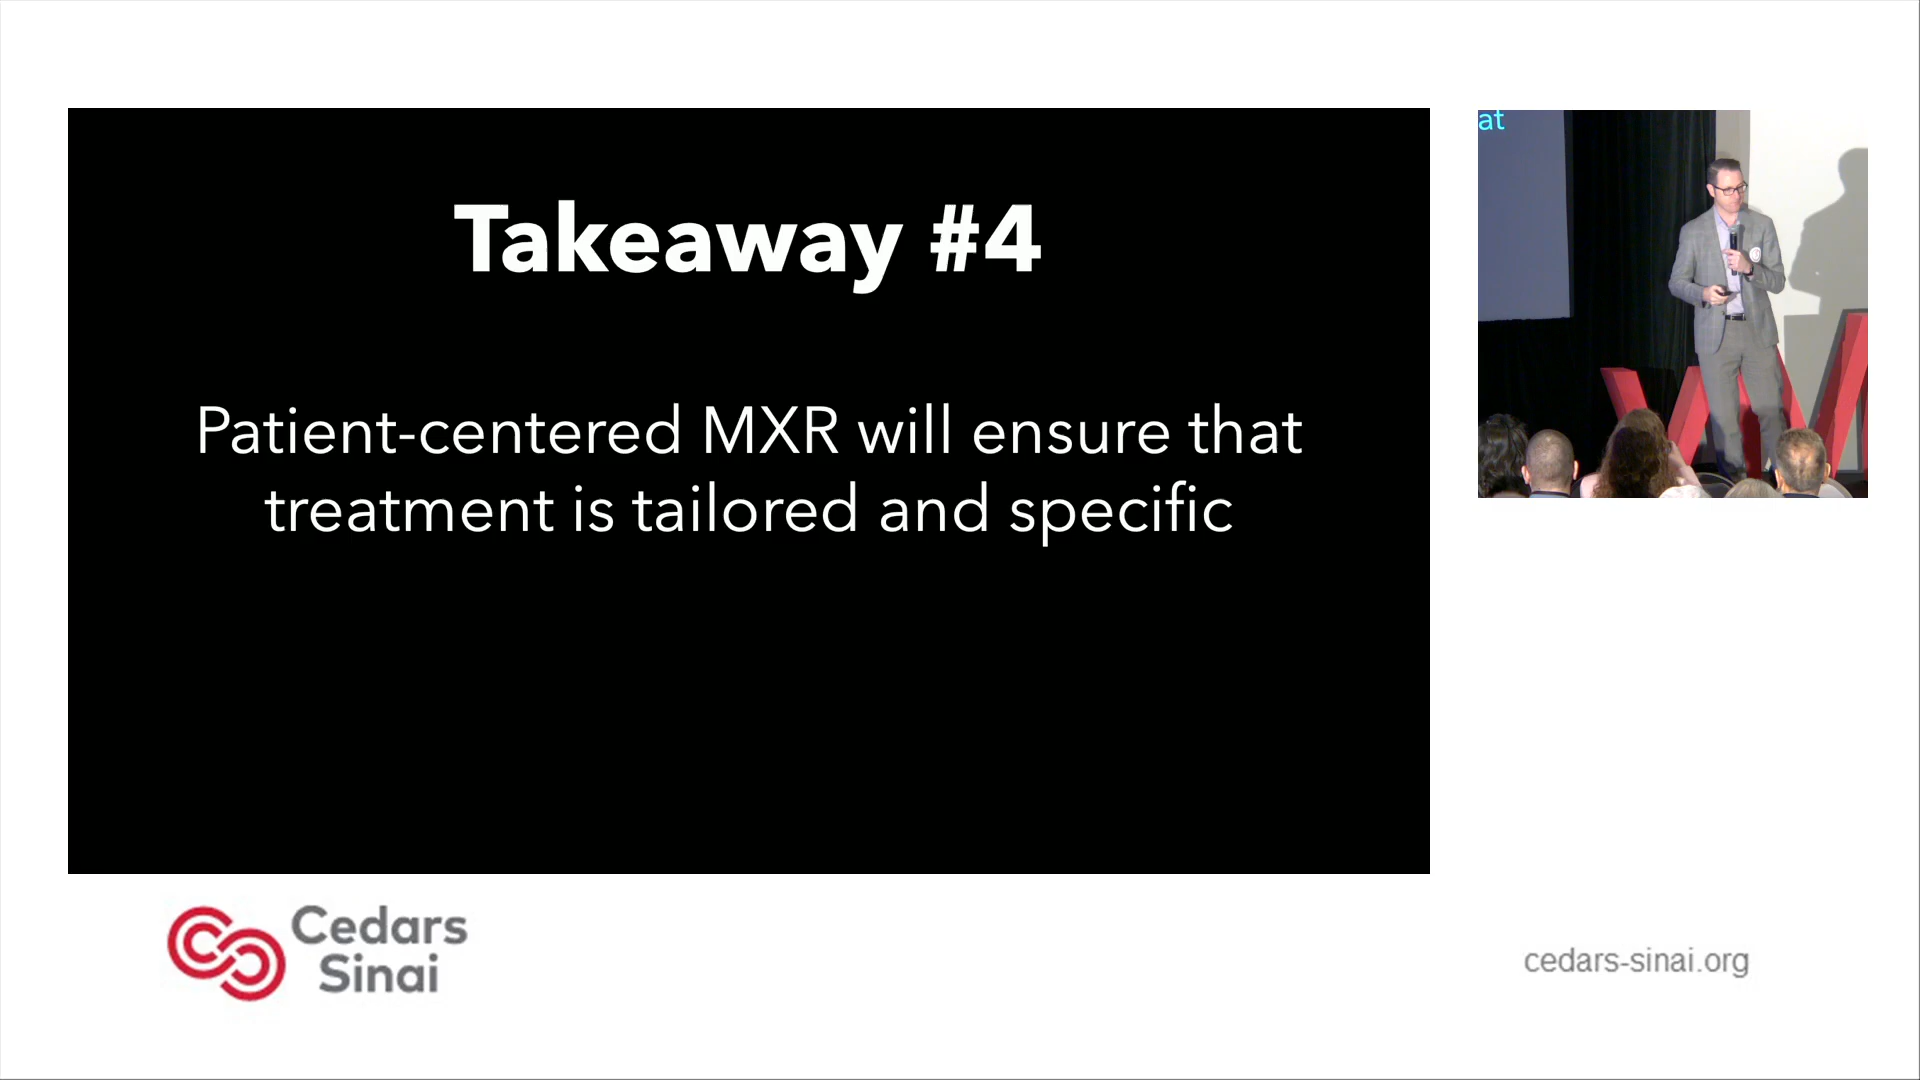 Takeaway #4
Patient-centered MXR will ensure that
treatment is tailored and specific
at
Cedars
Sinai
cedars-sinai.org